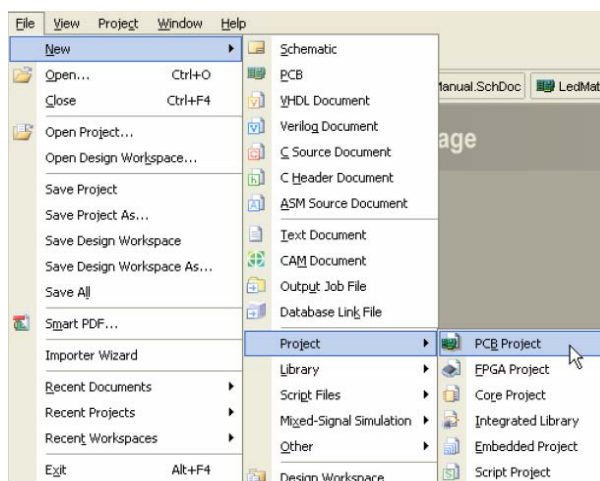 File View Project Window Help
New
Open... Ctrl+O
Close Ctrl+F4
Open Project...
Open Design Workspace...
Save Project
Save Project As...
Save Design Workspace
Save Design Workspace As...
Save All
Smart PDF...
Importer Wizard
Recent Documents
Recent Projects
Recent Workspaces
Exit Alt+F4
Schematic
PCB
VHDL Document
Verilog Document
C Source Document
C Header Document
ASM Source Document
Text Document
CAM Document
Output Job File
Database Link File
Project
Library
Script Files
Mixed-Signal Simulation
Other
Design Workspace
PCB Project
FPGA Project
Core Project
Integrated Library
Embedded Project
Script Project
Manual.SchDoc LedMat
age